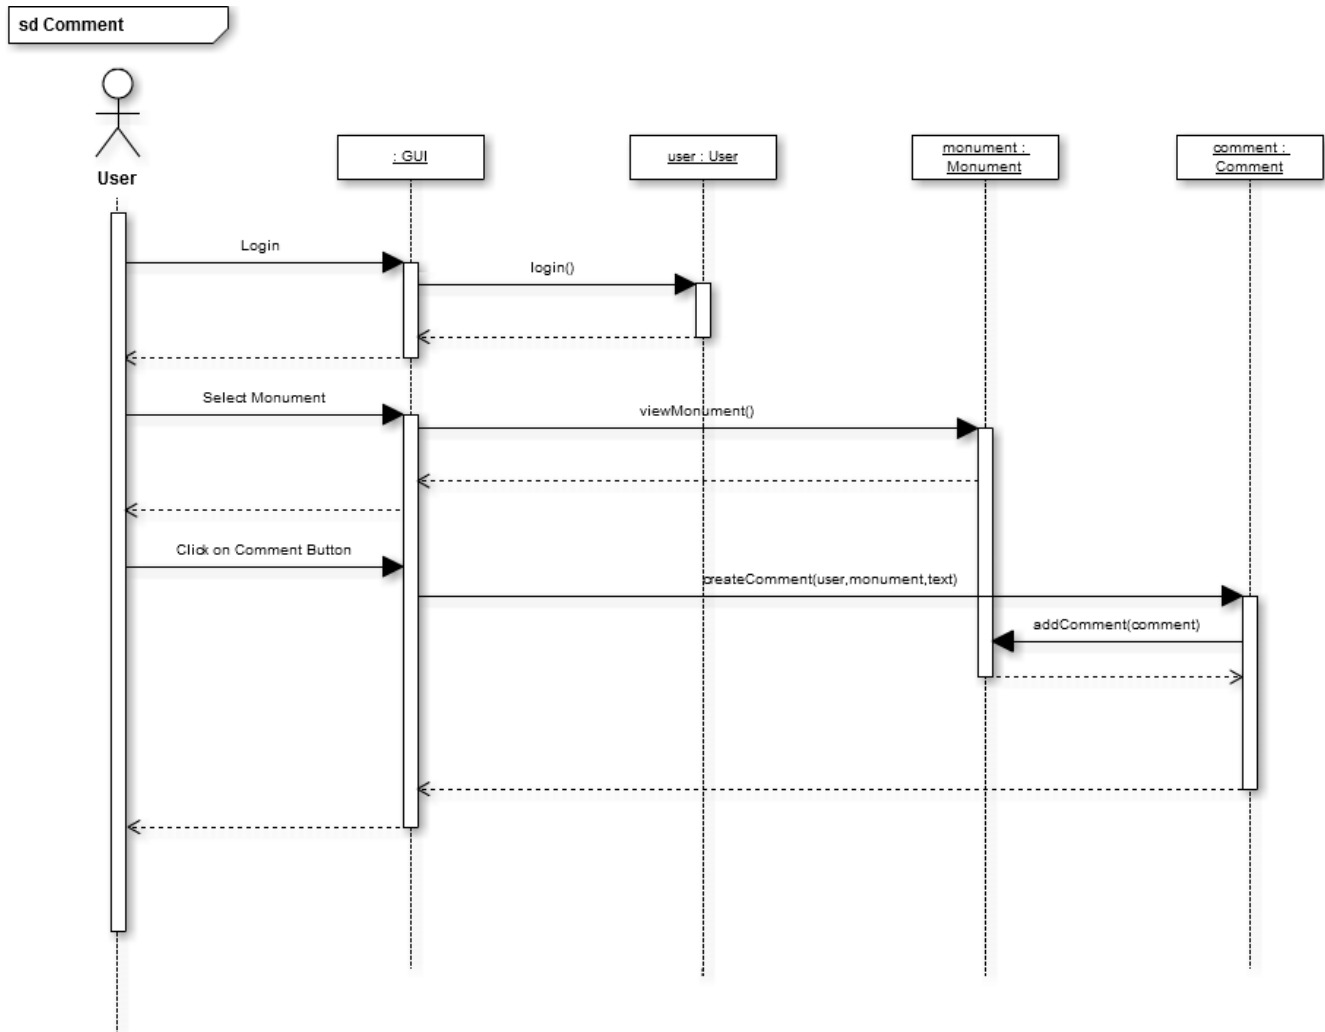 sd Comment
User
: GUI
user : User
monument :
Monument
comment :
Comment
Login
login()
Select Monument
viewMonument()
Click on Comment Button
createComment(user,monument,text)
addComment(comment)